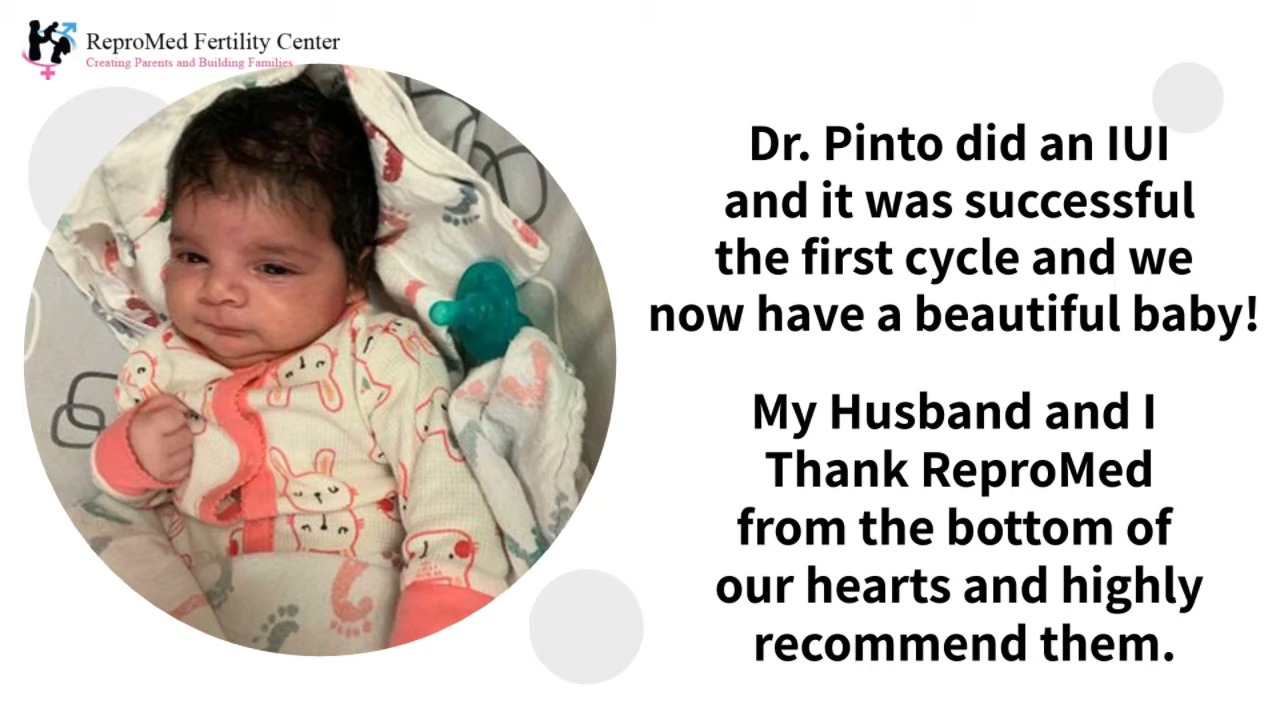 ReproMed Fertility Center
Creating Parents and Building Families
Dr. Pinto did an IUI
and it was successful
the first cycle and we
now have a beautiful baby!
My Husband and I
Thank ReproMed
from the bottom of
our hearts and highly
recommend them.